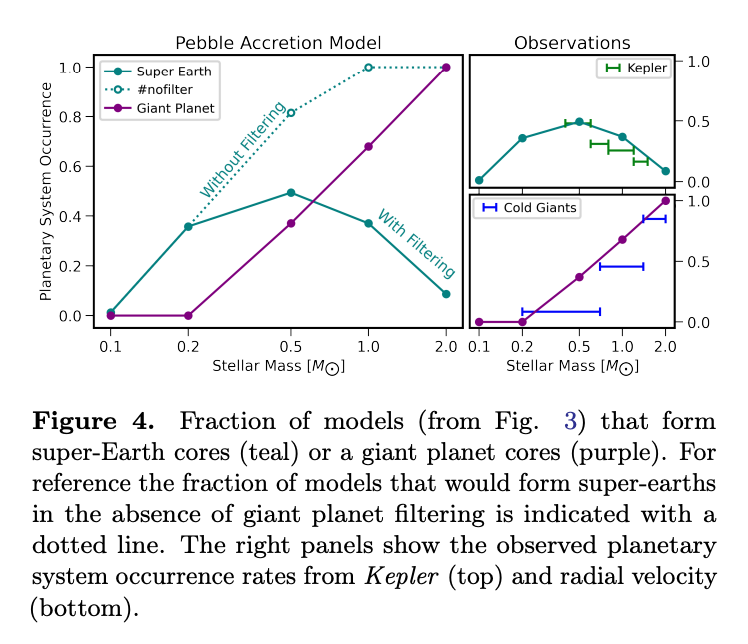 Pebble Accretion Model
Observations
Planetary System Occurrence
1.0
0.8
0.6
0.4
0.2
0.0
Super Earth
#nofilter
Giant Planet
Without Filtering
With Filtering
0.1 0.2 0.5 1.0 2.0
Stellar Mass [M☉]
Kepler
1.0
0.5
0.0
Cold Giants
1.0
0.5
0.0
0.1 0.2 0.5 1.0 2.0
Stellar Mass [M☉]
Figure 4. Fraction of models (from Fig. 3) that form
super-Earth cores (teal) or a giant planet cores (purple). For
reference the fraction of models that would form super-earths
in the absence of giant planet filtering is indicated with a
dotted line. The right panels show the observed planetary
system occurrence rates from Kepler (top) and radial velocity
(bottom).